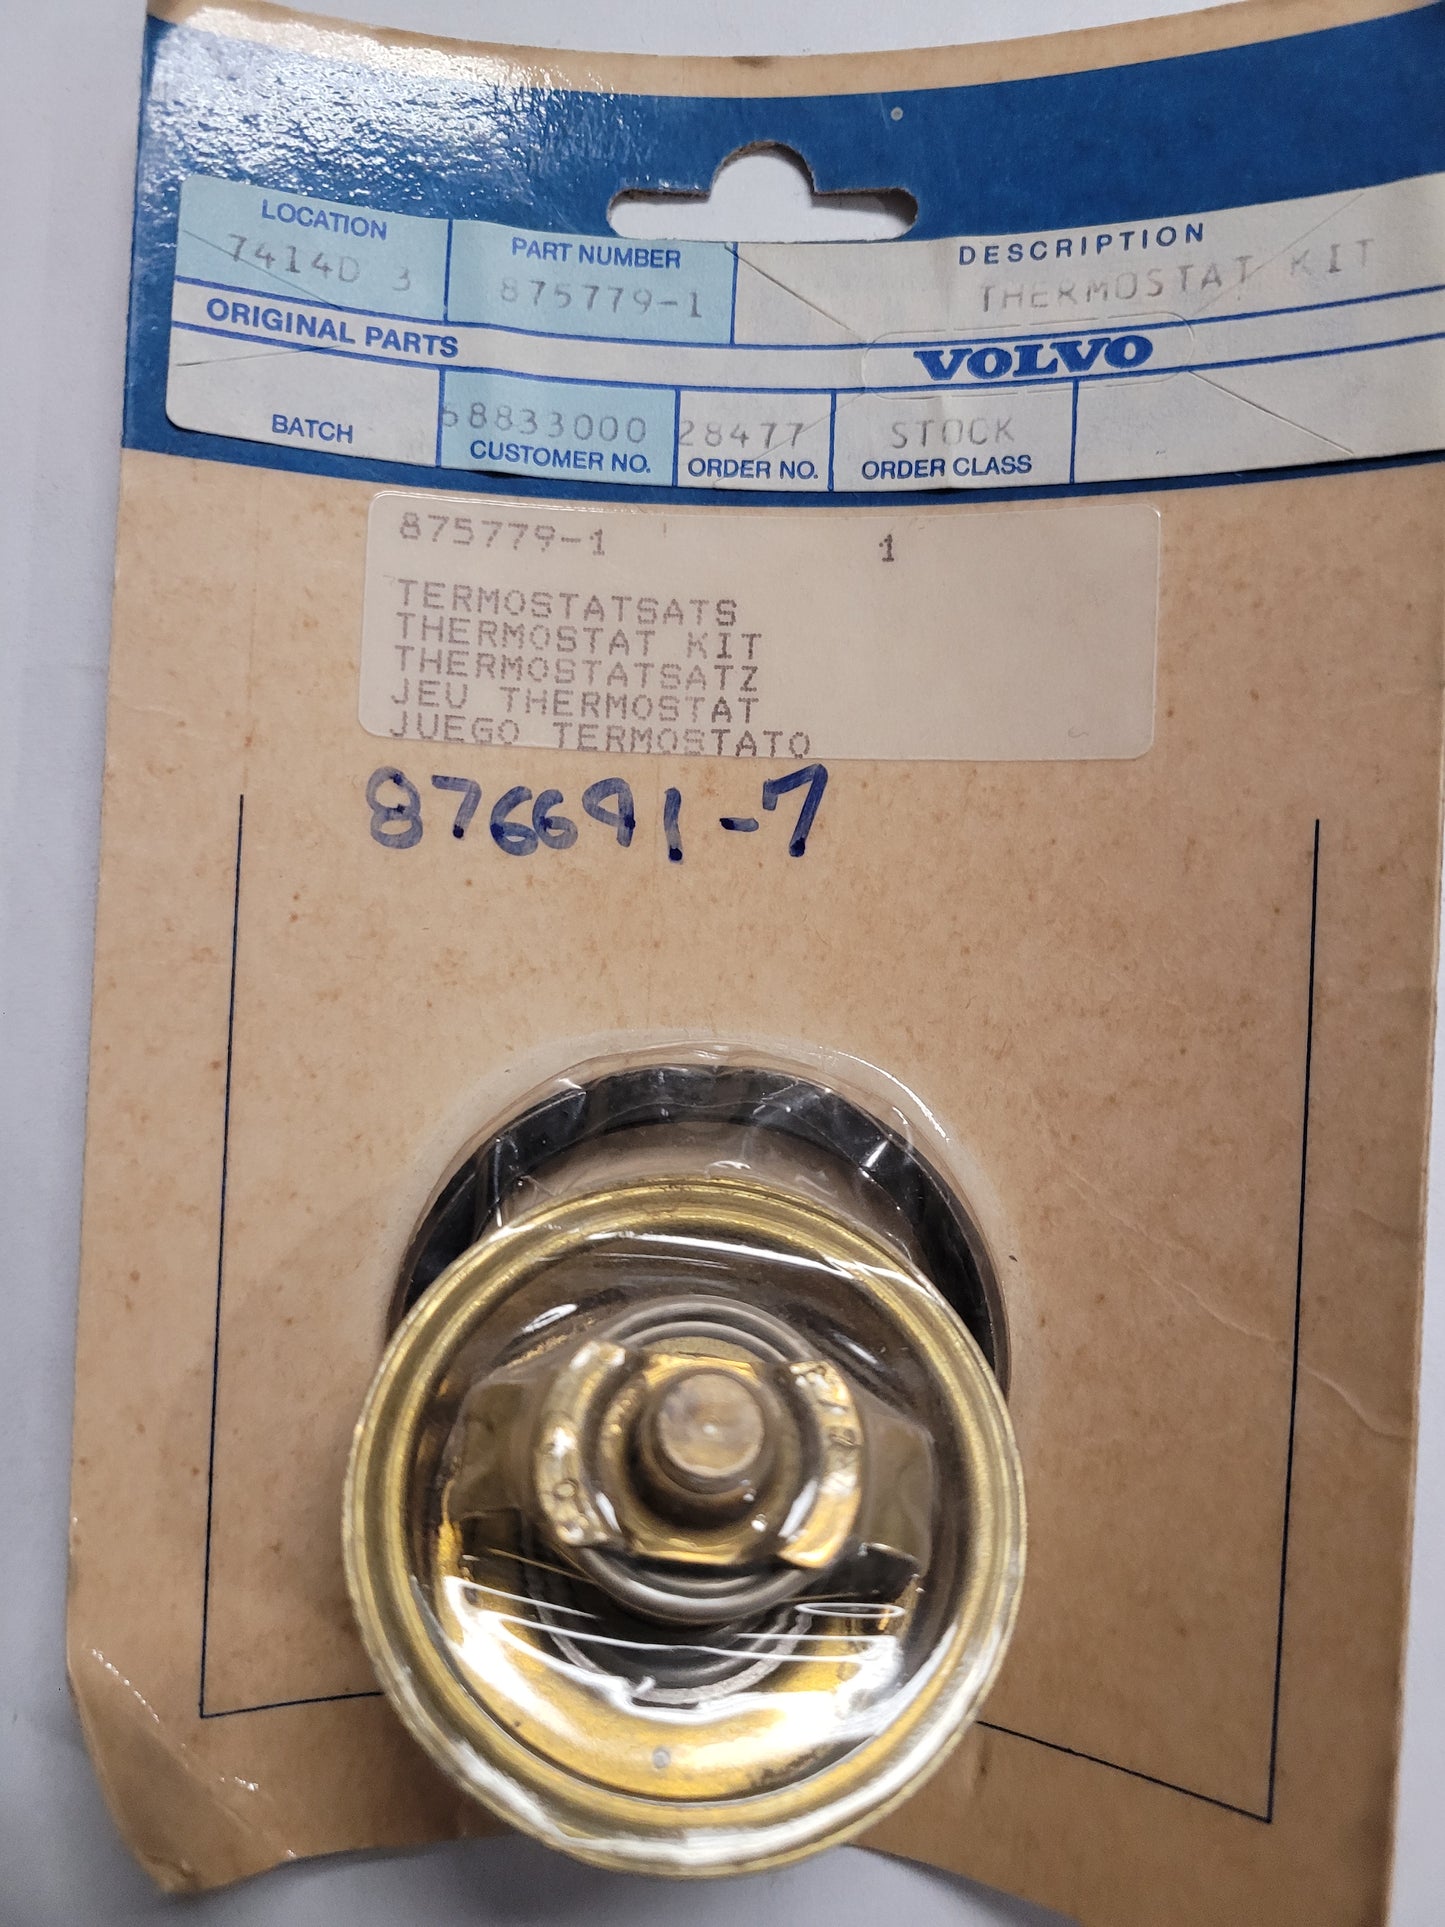 LOCATION PART NUMBER DESCRIPTION
7414D 3 875779-1 THERMOSTAT KIT
ORIGINAL PARTS VOLVO
68833000 28477 STOCK
BATCH CUSTOMER NO. ORDER NO. ORDER CLASS
875779-1 1
TERMOSTATSATS
THERMOSTAT KIT
THERMOSTATSATZ
JEU THERMOSTAT
JUEGO TERMOSTATO
876691-7